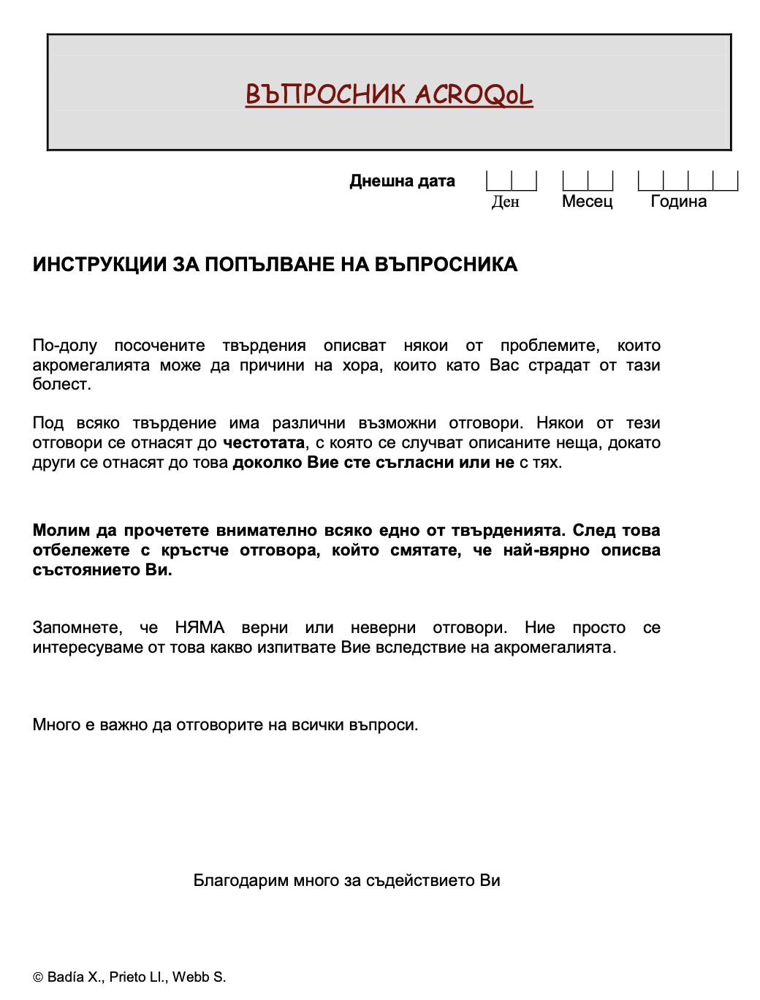 ВЪПРОСНИК ACROQoL
Днешна дата
Ден Месец Година
ИНСТРУКЦИИ ЗА ПОПЪЛВАНЕ НА ВЪПРОСНИКА
По-долу посочените твърдения описват някои от проблемите, които
акромегалията може да причини на хора, които като Вас страдат от тази
болест.
Под всяко твърдение има различни възможни отговори. Някои от тези
отговори се отнасят до честотата, с която се случват описаните неща, докато
други се отнасят до това доколко Вие сте съгласни или не с тях.
Молим да прочетете внимателно всяко едно от твърденията. След това
отбележете с кръстче отговора, който смятате, че най-вярно описва
състоянието Ви.
Запомнете, че НЯМА верни или неверни отговори. Ние просто се
интересуваме от това какво изпитвате Вие вследствие на акромегалията.
Много е важно да отговорите на всички въпроси.
Благодарим много за съдействието Ви
© Badía X., Prieto Ll., Webb S.